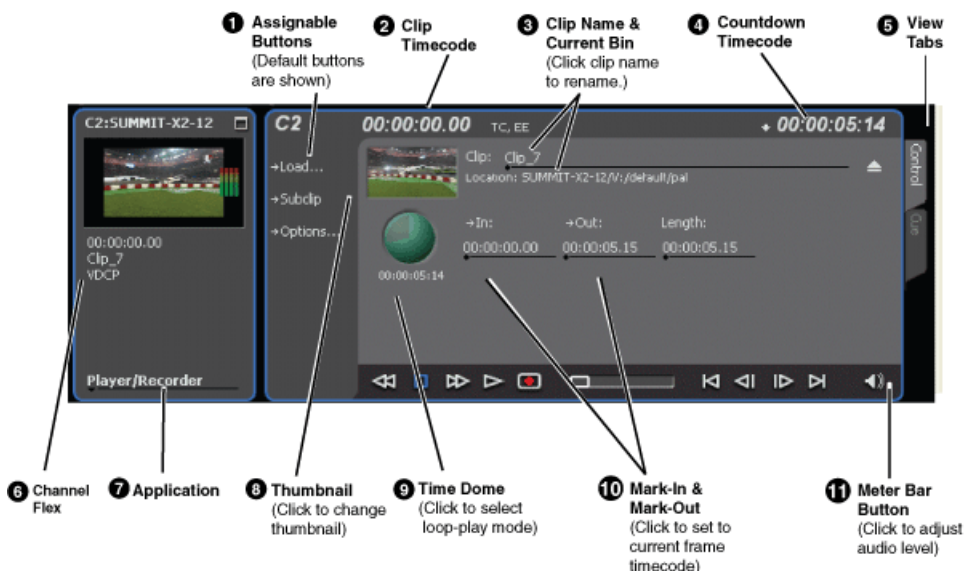 1 Assignable
Buttons
(Default buttons
are shown)
2 Clip
Timecode
3 Clip Name &
Current Bin
(Click clip name
to rename.)
4 Countdown
Timecode
5 View
Tabs
C2:SUMMIT-X2-12
00:00:00.00
Clip_7
VDCP
Player/Recorder
C2
00:00:00.00 TC, EE
00:00:05:14
Load...
Subclip
Options...
Clip: Clip_7
Location: SUMMIT-X2-12/V:/default/pal
00:00:05:14
In: Out: Length:
00:00:00.00 00:00:05.15 00:00:05.15
Control
Cue
6 Channel
Flex
7 Application
8 Thumbnail
(Click to change
thumbnail)
9 Time Dome
(Click to select
loop-play mode)
10 Mark-In &
Mark-Out
(Click to set to
current frame
timecode)
11 Meter Bar
Button
(Click to adjust
audio level)